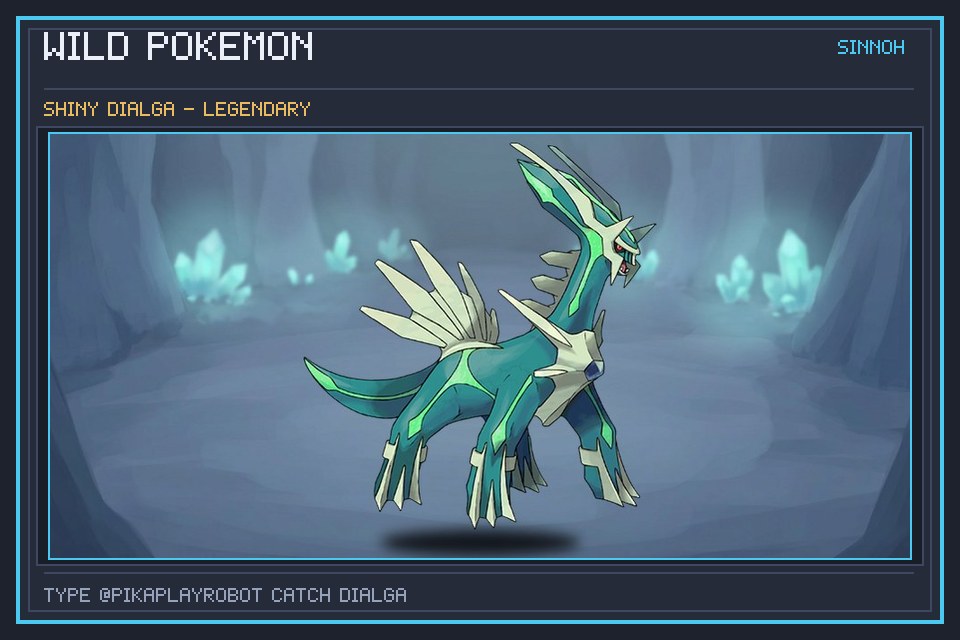 WILD POKEMON
SINNOH
SHINY DIALGA - LEGENDARY
TYPE @PIKAPLAYROBOT CATCH DIALGA